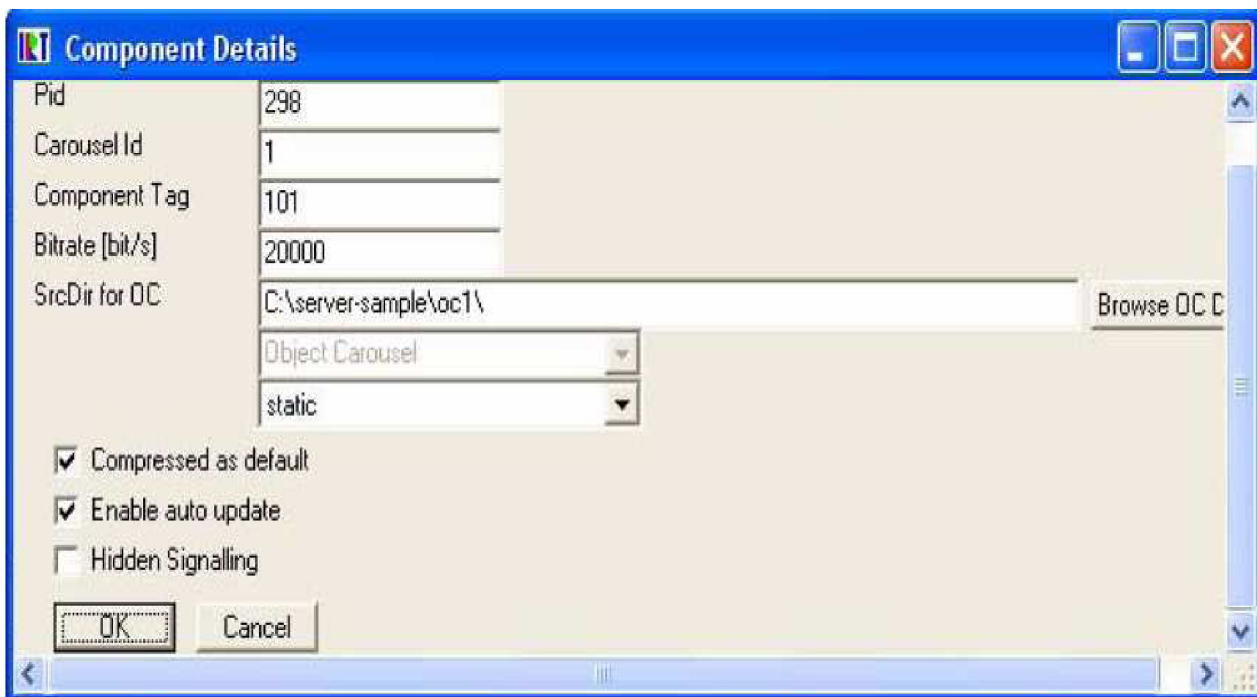 IRT Component Details
Pid 298
Carousel Id 1
Component Tag 101
Bitrate [bit/s] 20000
SrcDir for OC C:\server-sample\oc1\ Browse OC D
Object Carousel
static
Compressed as default
Enable auto update
Hidden Signalling
OK Cancel